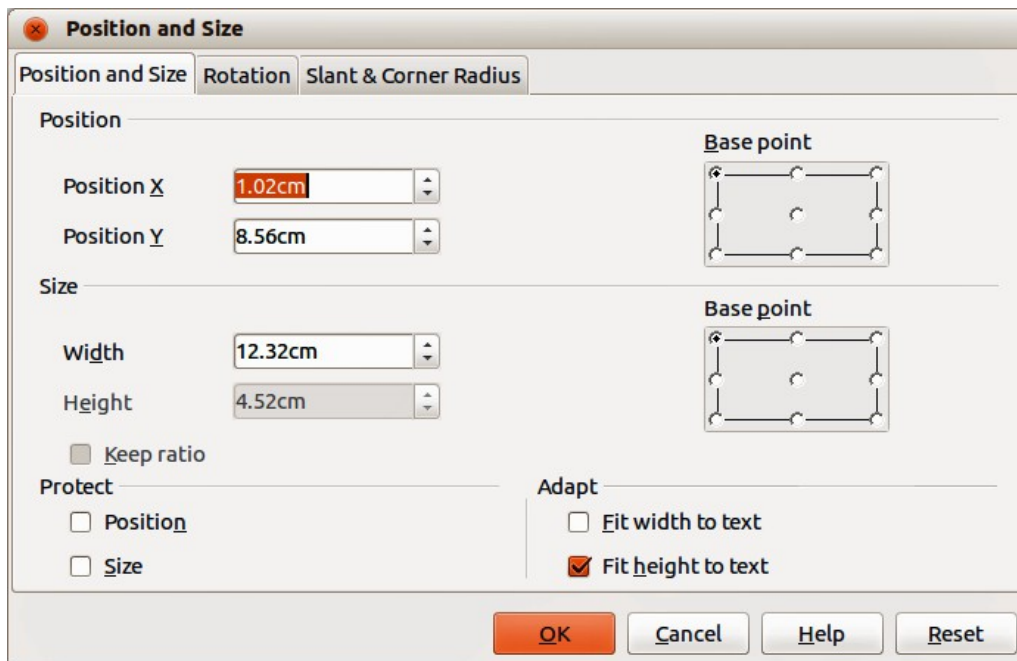 Position and Size
Position and Size Rotation Slant & Corner Radius
Position
Base point
Position X 1.02cm
Position Y 8.56cm
Size
Base point
Width 12.32cm
Height 4.52cm
Keep ratio
Protect Adapt
Position Fit width to text
Size Fit height to text
OK Cancel Help Reset